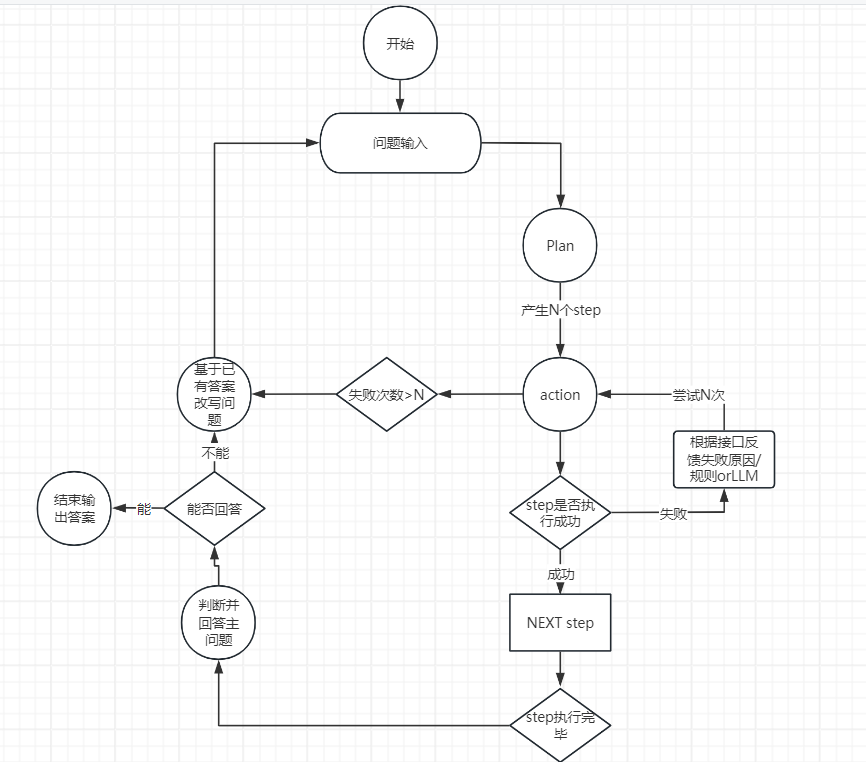 开始
问题输入
Plan
产生N个step
基于已
有答案
改写问
题
失败次数>N
action
尝试N次
根据接口反
馈失败原因/
规则orLLM
不能
结束输
出答案
能
能否回答
step是否执
行成功
失败
成功
判断并
回答主
问题
NEXT step
step执行完
毕